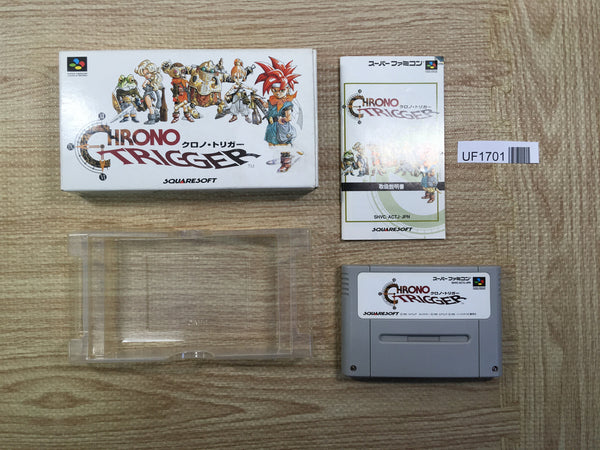 CHRONO
クロノ・トリガー
TRIGGER
TM
SQUARESOFT
スーパーファミコン
CHRONO
クロノ・トリガー
TRIGGER
取扱説明書
SHVC-ACTJ-JPN
SQUARESOFT
UF1701
スーパーファミコン
SHVC-ACTJ-JPN
CHRONO
クロノ・トリガー
TRIGGER
SQUARESOFT